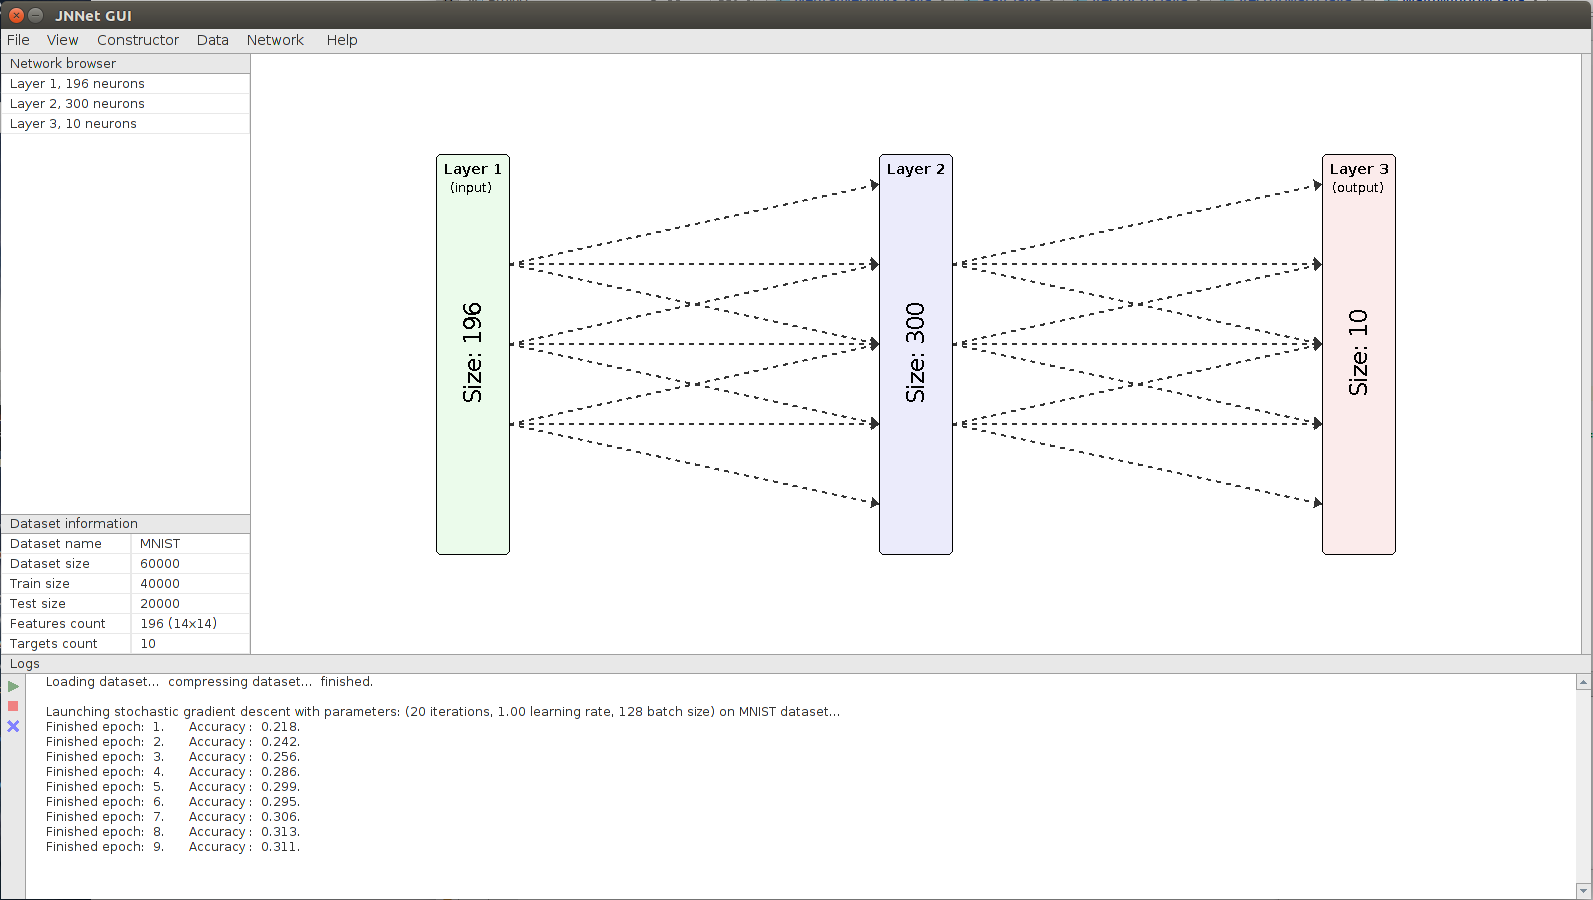 JNNet GUI
File View Constructor Data Network Help
Network browser
Layer 1, 196 neurons
Layer 2, 300 neurons
Layer 3, 10 neurons
Layer 1
(input)
Size: 196
Layer 2
Size: 300
Layer 3
(output)
Size: 10
Dataset information
Dataset name MNIST
Dataset size 60000
Train size 40000
Test size 20000
Features count 196 (14x14)
Targets count 10
Logs
Loading dataset... compressing dataset... finished.
Launching stochastic gradient descent with parameters: (20 iterations, 1.00 learning rate, 128 batch size) on MNIST dataset...
Finished epoch: 1. Accuracy : 0.218.
Finished epoch: 2. Accuracy : 0.242.
Finished epoch: 3. Accuracy : 0.256.
Finished epoch: 4. Accuracy : 0.286.
Finished epoch: 5. Accuracy : 0.299.
Finished epoch: 6. Accuracy : 0.295.
Finished epoch: 7. Accuracy : 0.306.
Finished epoch: 8. Accuracy : 0.313.
Finished epoch: 9. Accuracy : 0.311.